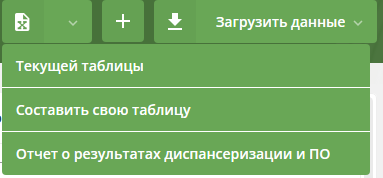 Загрузить данные
Текущей таблицы
Составить свою таблицу
Отчет о результатах диспансеризации и ПО